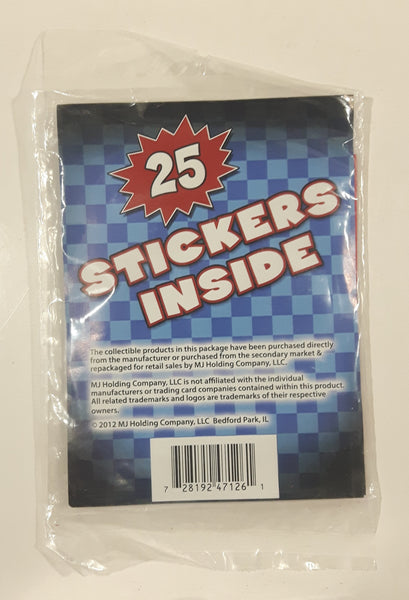 25
STICKERS
INSIDE
The collectible products in this package have been purchased directly
from the manufacturer or purchased from the secondary market &
repackaged for retail sales by MJ Holding Company, LLC.
MJ Holding Company, LLC is not affiliated with the individual
manufacturers or trading card companies contained within this product.
All related trademarks and logos are trademarks of their respective
owners.
© 2012 MJ Holding Company, LLC Bedford Park, IL
7 28192 47126 1